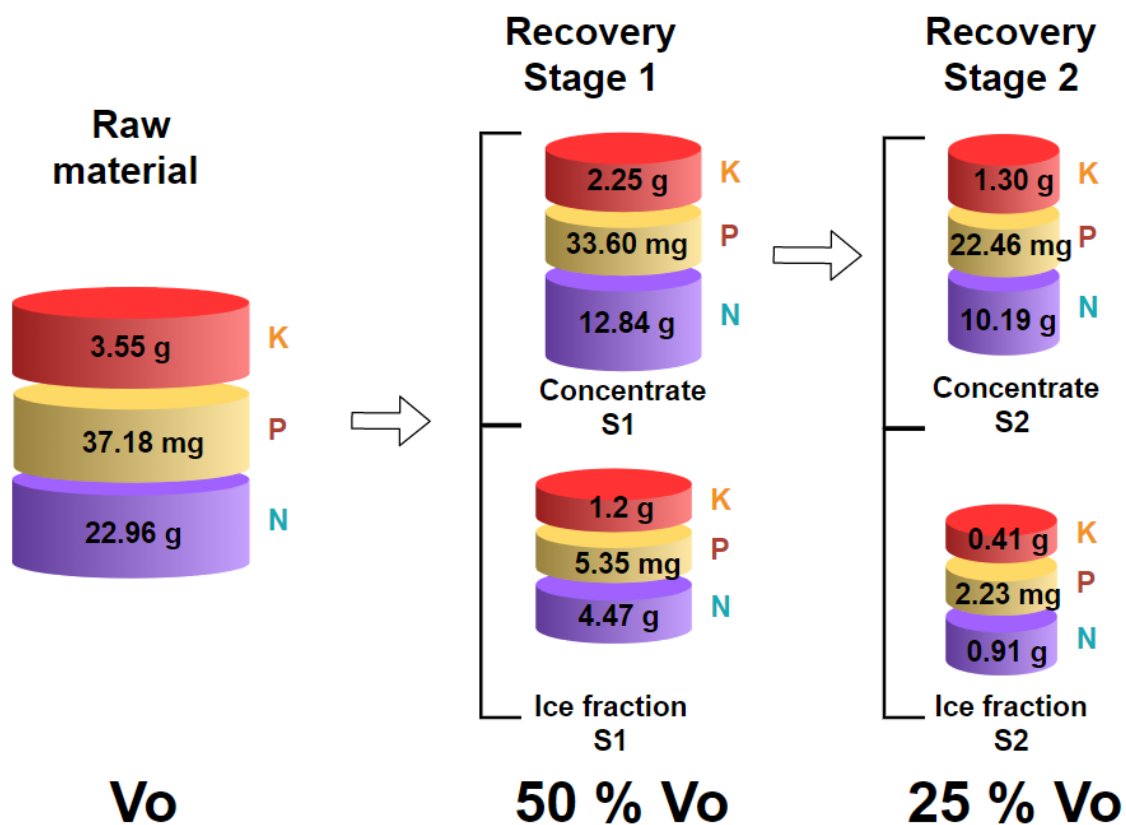 Raw
material
3.55 g
K
37.18 mg
P
22.96 g
N
Vo
Recovery
Stage 1
2.25 g
K
33.60 mg
P
12.84 g
N
Concentrate
S1
1.2 g
K
5.35 mg
P
4.47 g
N
Ice fraction
S1
50 % Vo
Recovery
Stage 2
1.30 g
K
22.46 mg
P
10.19 g
N
Concentrate
S2
0.41 g
K
2.23 mg
P
0.91 g
N
Ice fraction
S2
25 % Vo